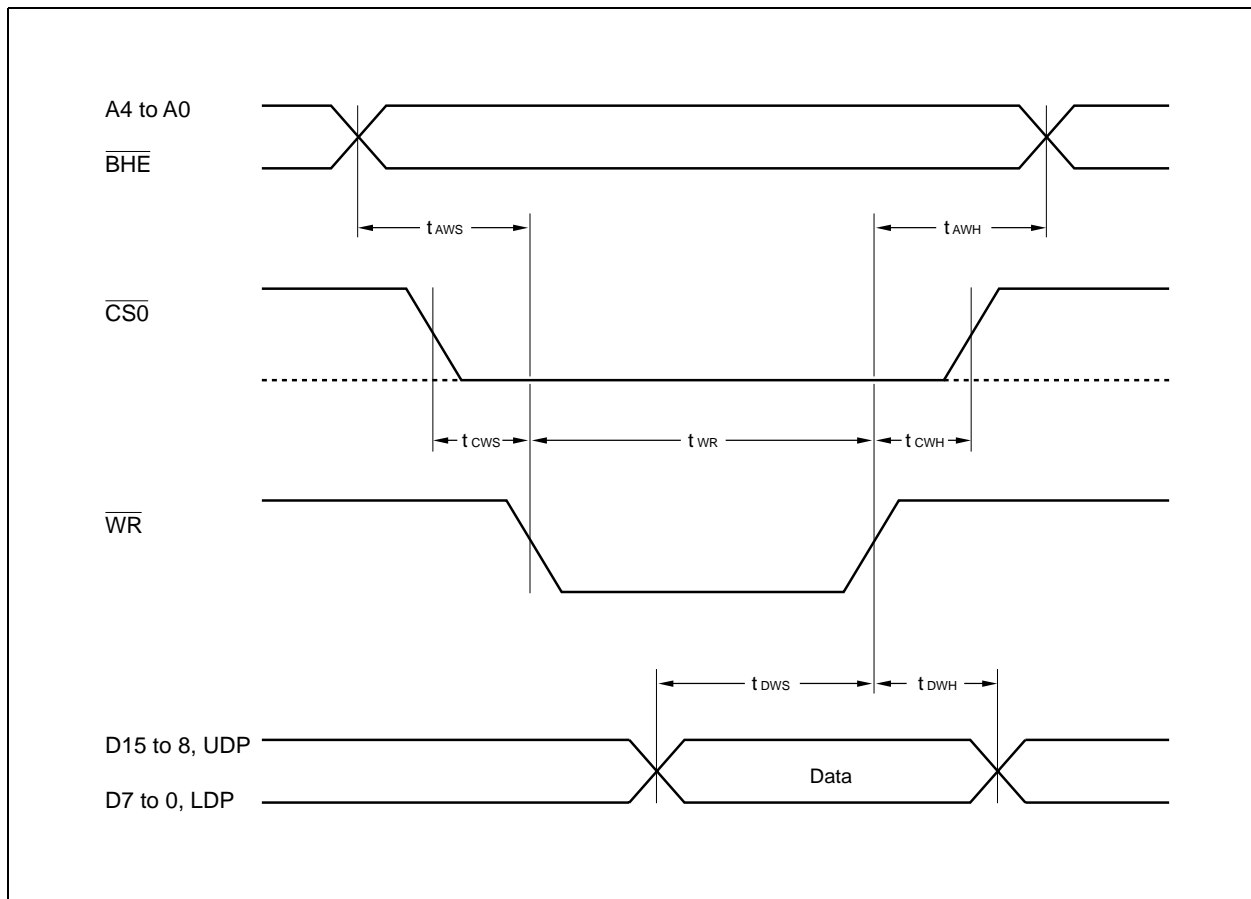 A4 to A0
BHE
t AWS
t AWH
CS0
t CWS
t WR
t CWH
WR
t DWS
t DWH
D15 to 8, UDP
Data
D7 to 0, LDP